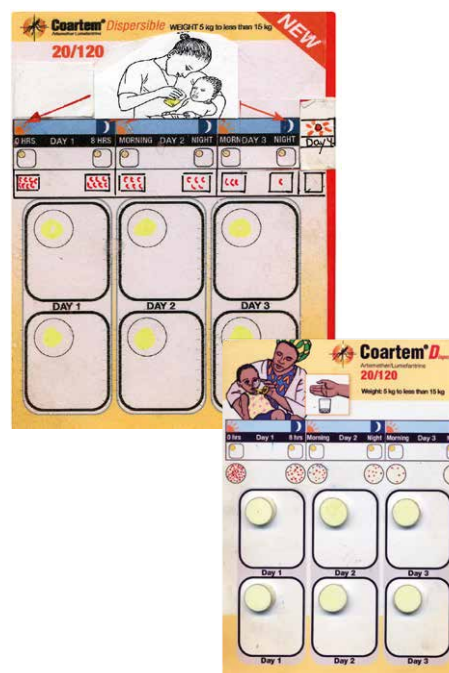 Coartem® Dispersible WEIGHT 5 kg to less than 15 kg
Artemether/Lumefantrine
20/120
NEW
0 HRS DAY 1 8 HRS MORNING DAY 2 NIGHT MORN DAY 3 NIGHT
Day 4
DAY 1 DAY 2 DAY 3
Coartem® Disp
Artemether/Lumefantrine
20/120
Weight: 5 kg to less than 15 kg
0 hrs Day 1 8 hrs Morning Day 2 Night Morning Day 3
Day 1 Day 2 Day 3
Day 1 Day 2 Day 3